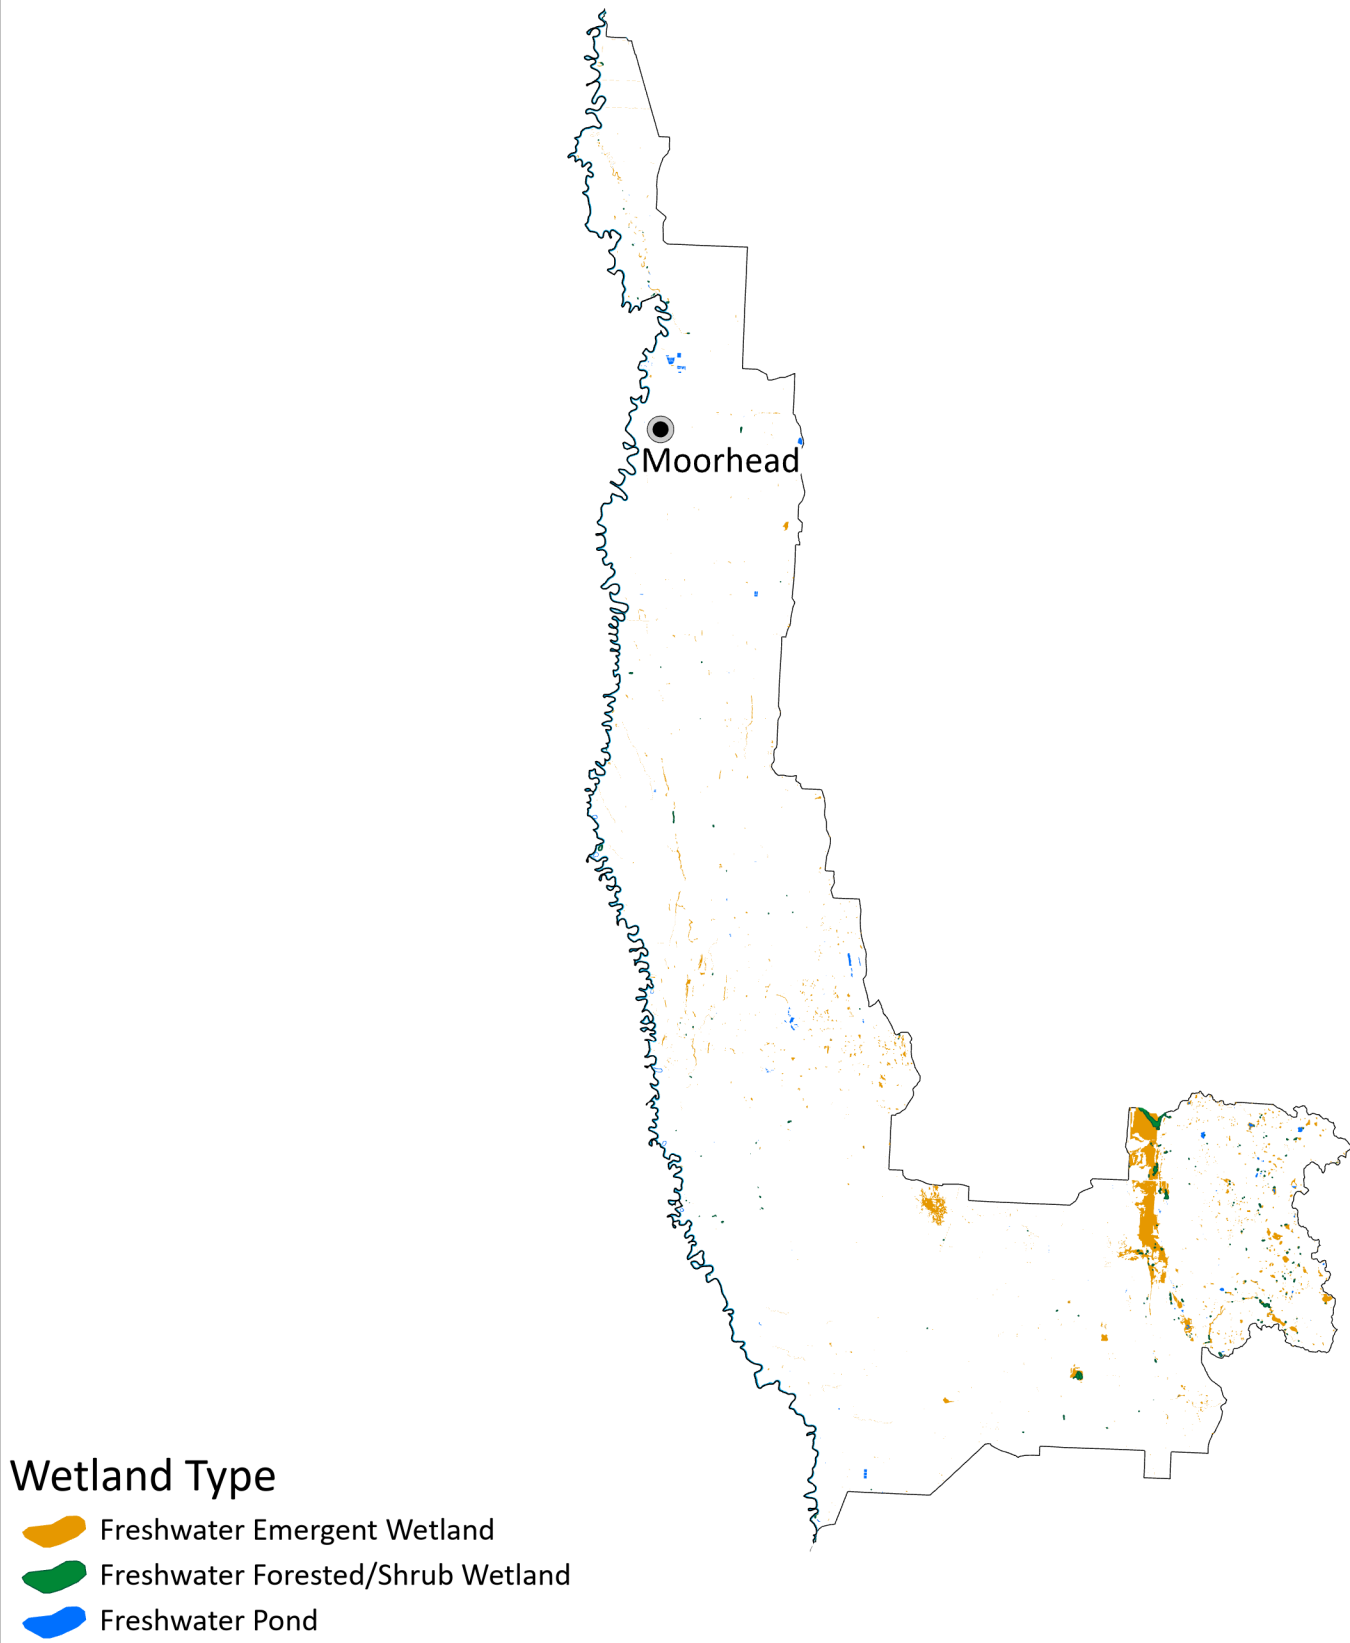 Moorhead
Wetland Type
Freshwater Emergent Wetland
Freshwater Forested/Shrub Wetland
Freshwater Pond